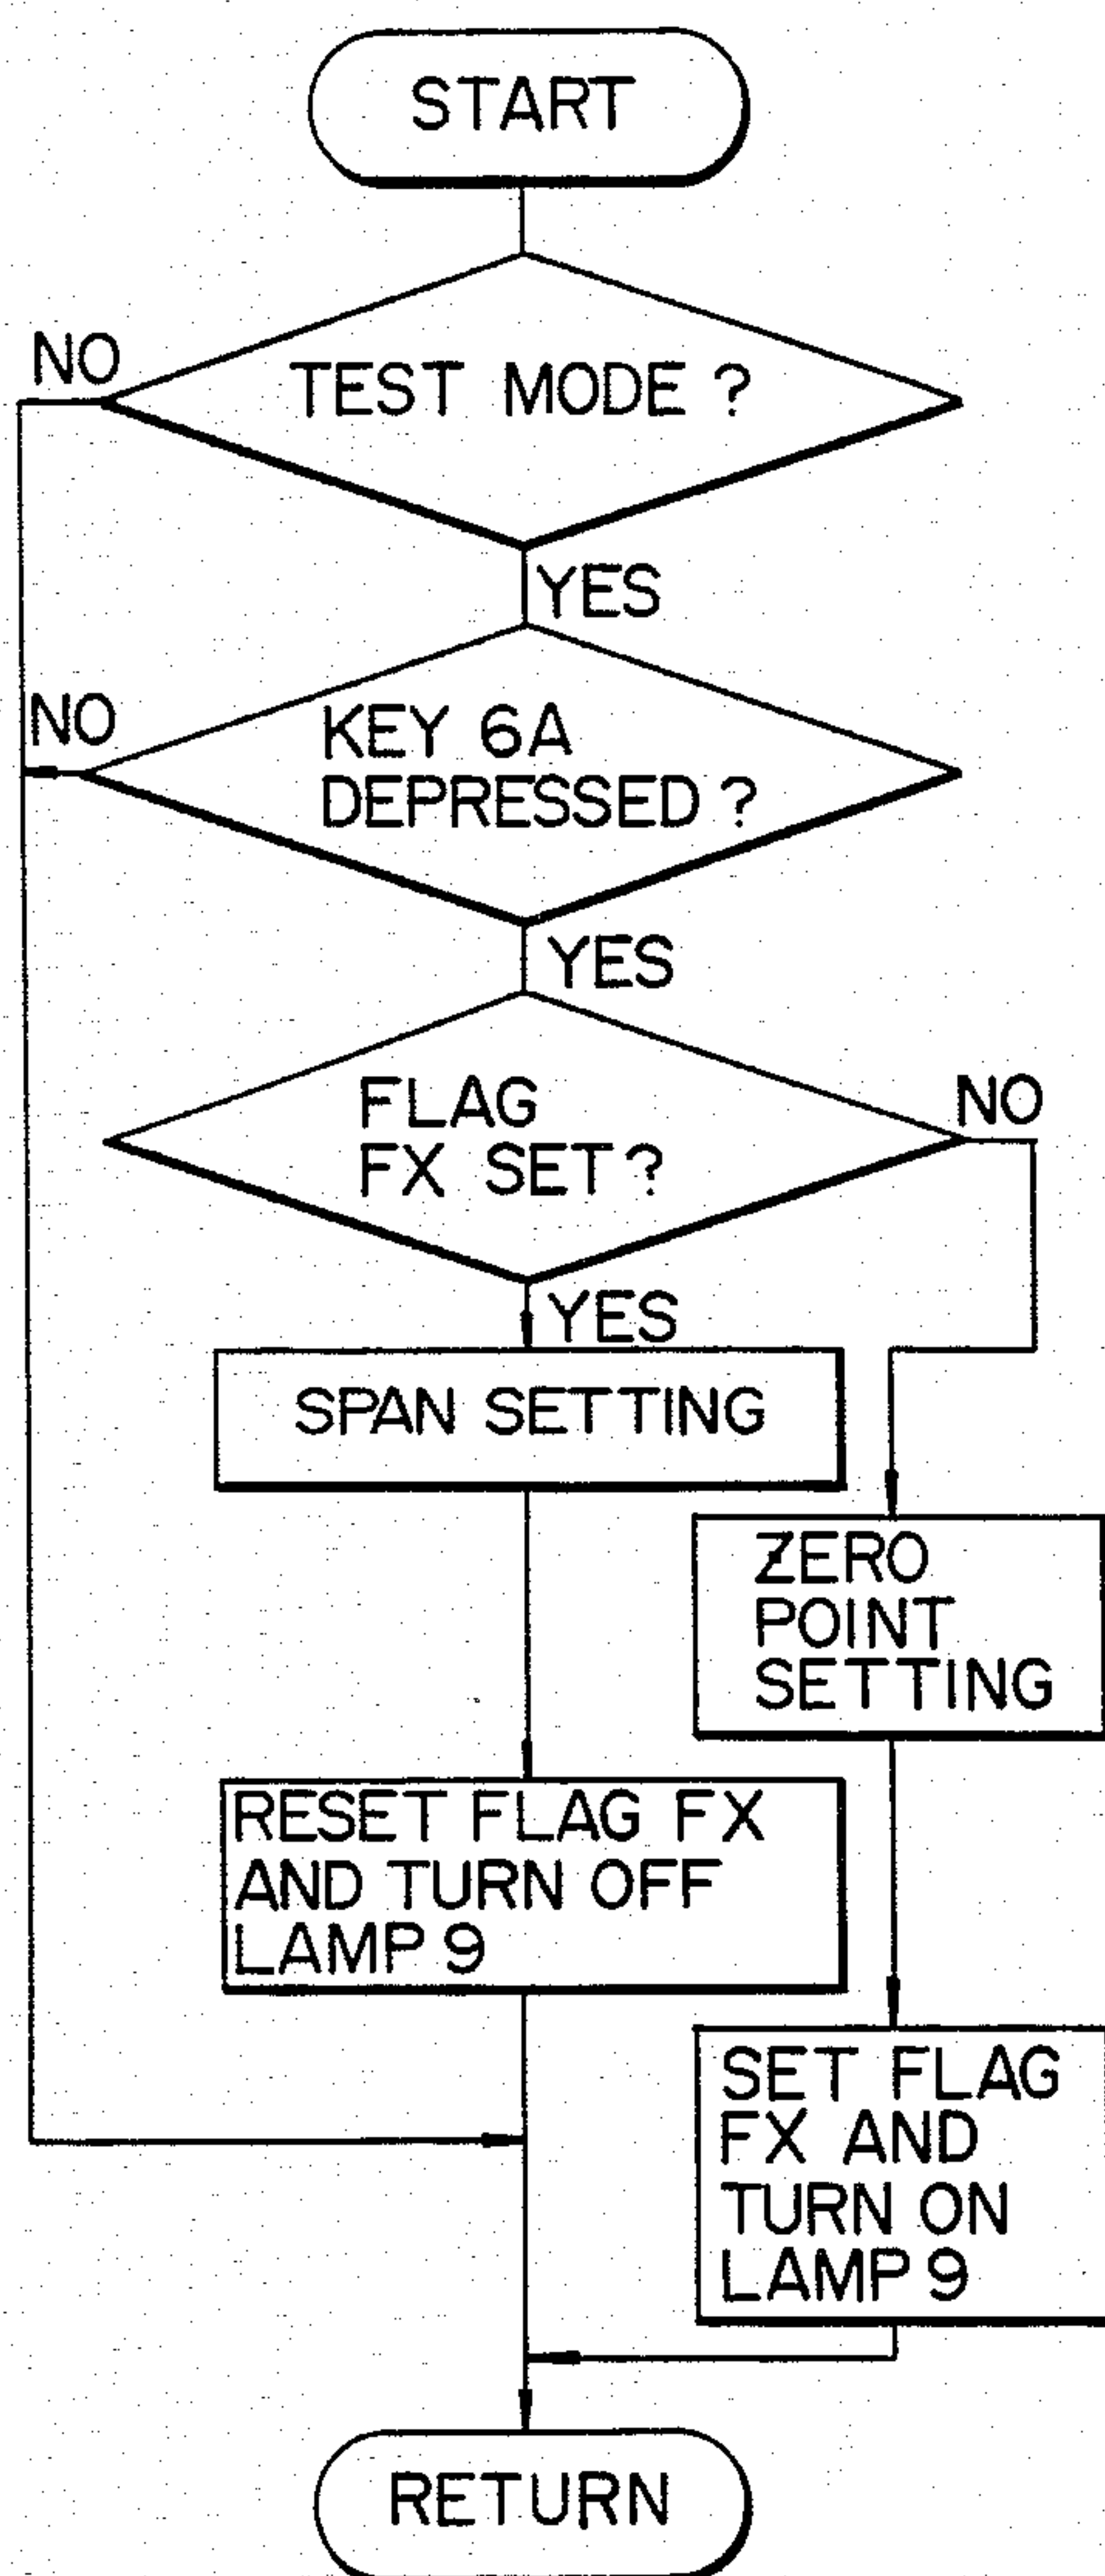 START
NO
TEST MODE ?
YES
NO
KEY 6A
DEPRESSED ?
YES
FLAG
FX SET ?
NO
YES
SPAN SETTING
ZERO
POINT
SETTING
RESET FLAG FX
AND TURN OFF
LAMP 9
SET FLAG
FX AND
TURN ON
LAMP 9
RETURN